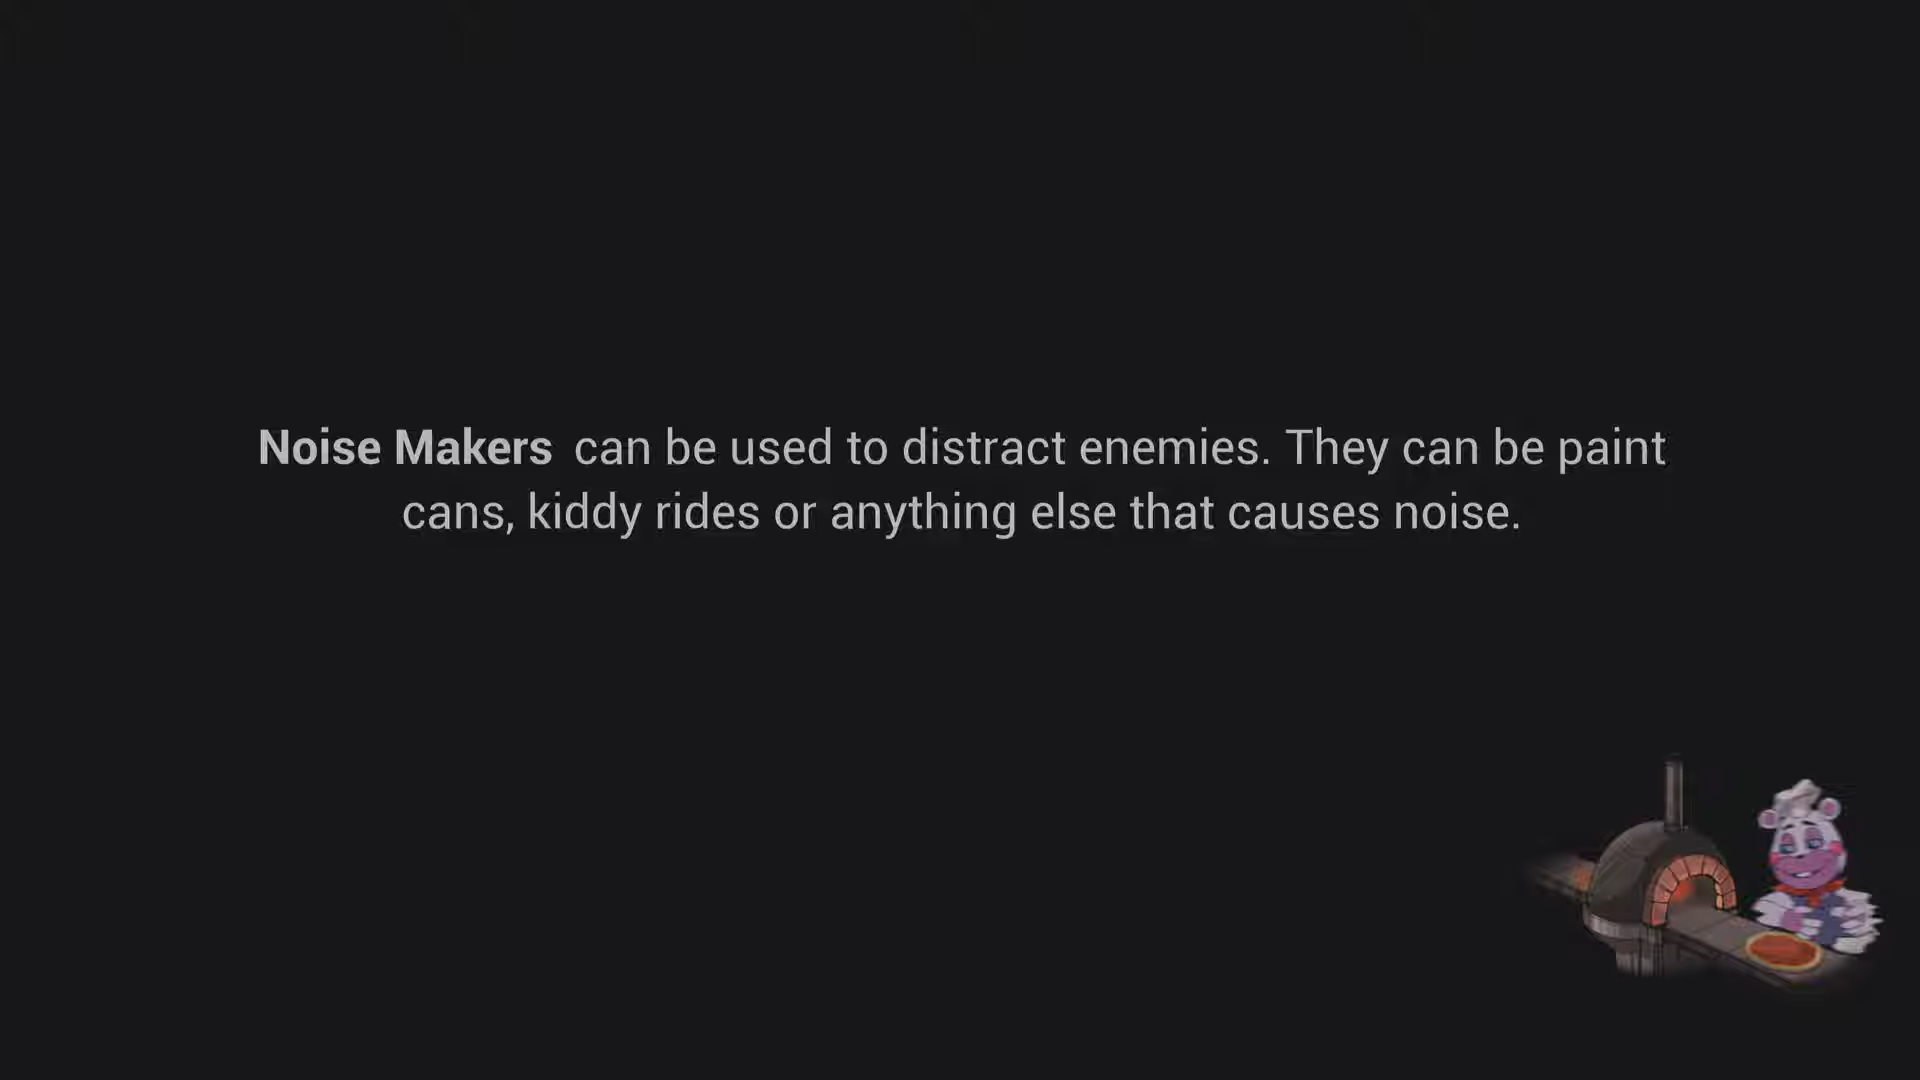 Noise Makers can be used to distract enemies. They can be paint
cans, kiddy rides or anything else that causes noise.